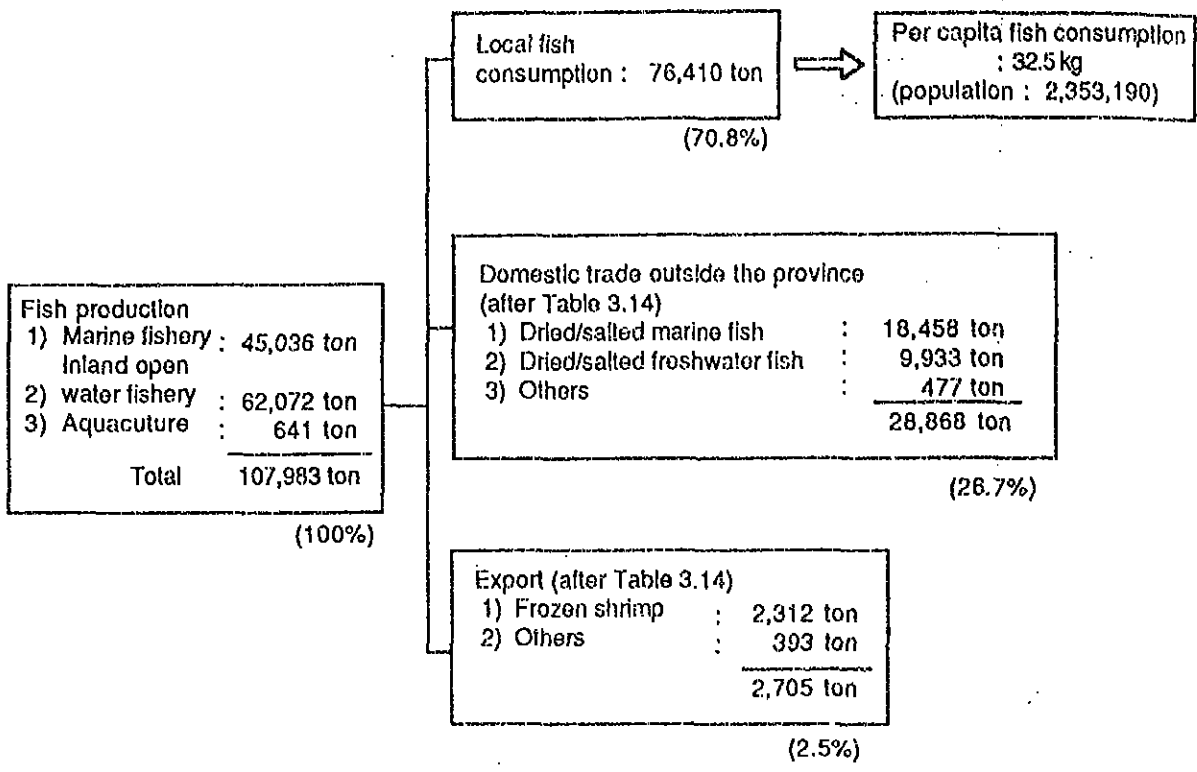 Local fish
consumption : 76,410 ton
(70.8%)
Per capita fish consumption
: 32.5 kg
(population : 2,353,190)
Fish production
1) Marine fishery : 45,036 ton
Inland open
2) water fishery : 62,072 ton
3) Aquacuture : 641 ton
Total 107,983 ton
(100%)
Domestic trade outside the province
(after Table 3.14)
1) Dried/salted marine fish : 18,458 ton
2) Dried/salted freshwater fish : 9,933 ton
3) Others : 477 ton
28,868 ton
(26.7%)
Export (after Table 3.14)
1) Frozen shrimp : 2,312 ton
2) Others : 393 ton
2,705 ton
(2.5%)